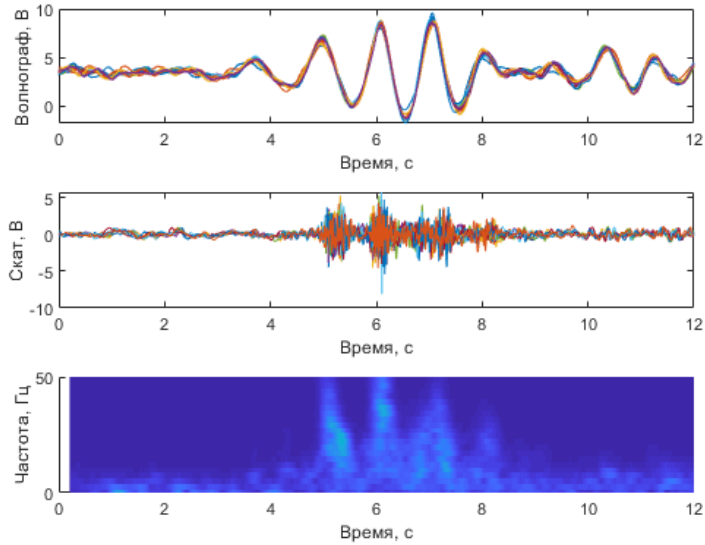 Волнограф, В
10
5
0
0 2 4 6 8 10 12
Время, с
Скат, В
5
0
-5
-10
0 2 4 6 8 10 12
Время, с
Частота, Гц
50
0
0 2 4 6 8 10 12
Время, с